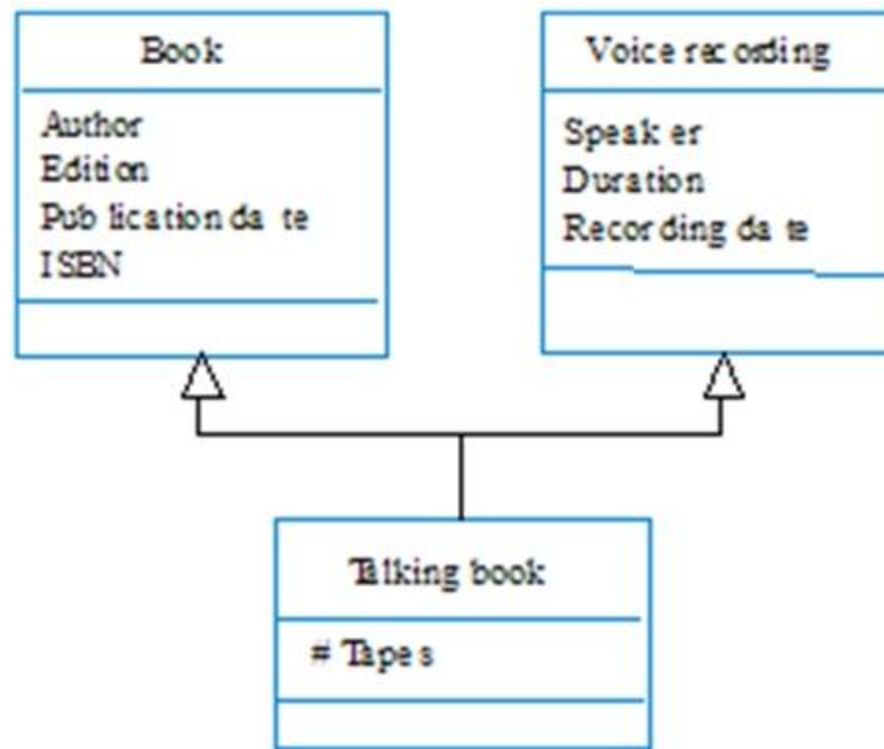 Book
Author
Edition
Publication date
ISBN
Voice recording
Speaker
Duration
Recording date
Talking book
# Tapes